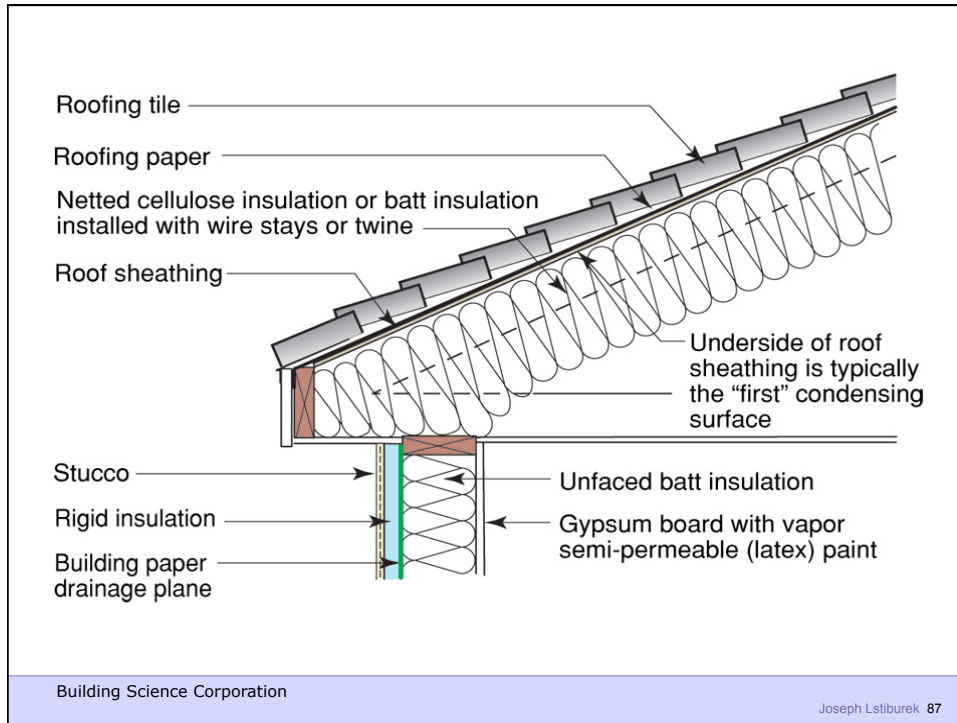 Roofing tile
Roofing paper
Netted cellulose insulation or batt insulation
installed with wire stays or twine
Roof sheathing
Underside of roof
sheathing is typically
the “first” condensing
surface
Stucco
Rigid insulation
Building paper
drainage plane
Unfaced batt insulation
Gypsum board with vapor
semi-permeable (latex) paint
Building Science Corporation
Joseph Lstiburek 87